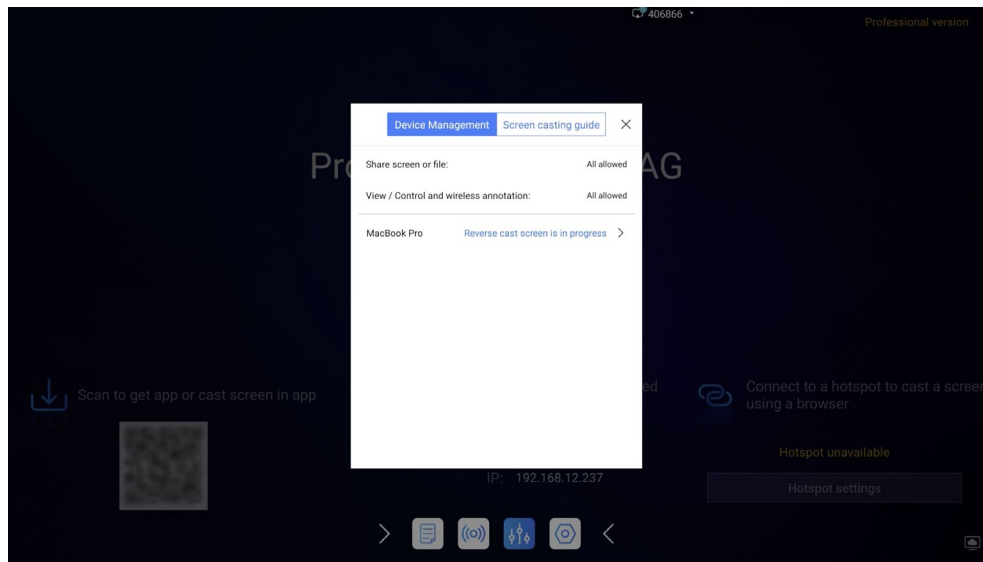 406866
Professional version
Device Management
Screen casting guide
Share screen or file: All allowed
View / Control and wireless annotation: All allowed
MacBook Pro Reverse cast screen is in progress
Scan to get app or cast screen in app
Connect to a hotspot to cast a screen
using a browser
Hotspot unavailable
IP: 192.168.12.237
Hotspot settings